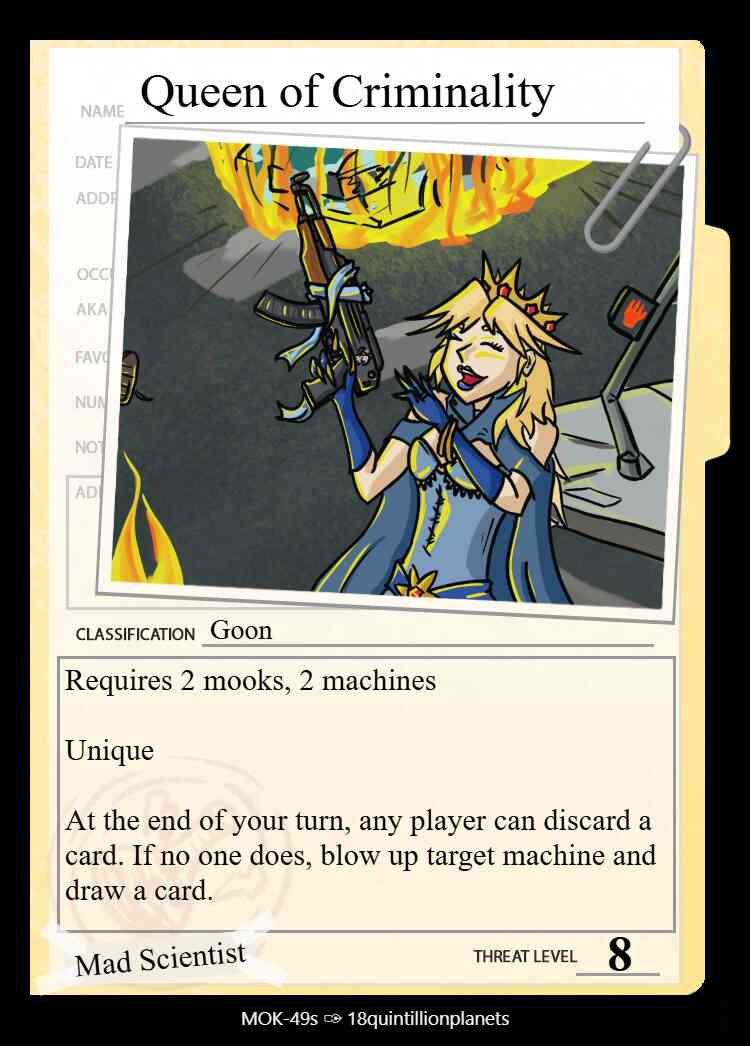 NAME Queen of Criminality
DATE
ADDR
OCCU
AKA
FAVO
NUM
NOT
ADD
CLASSIFICATION Goon
Requires 2 mooks, 2 machines
Unique
At the end of your turn, any player can discard a
card. If no one does, blow up target machine and
draw a card.
Mad Scientist
THREAT LEVEL 8
MOK-49s ✑ 18quintillionplanets